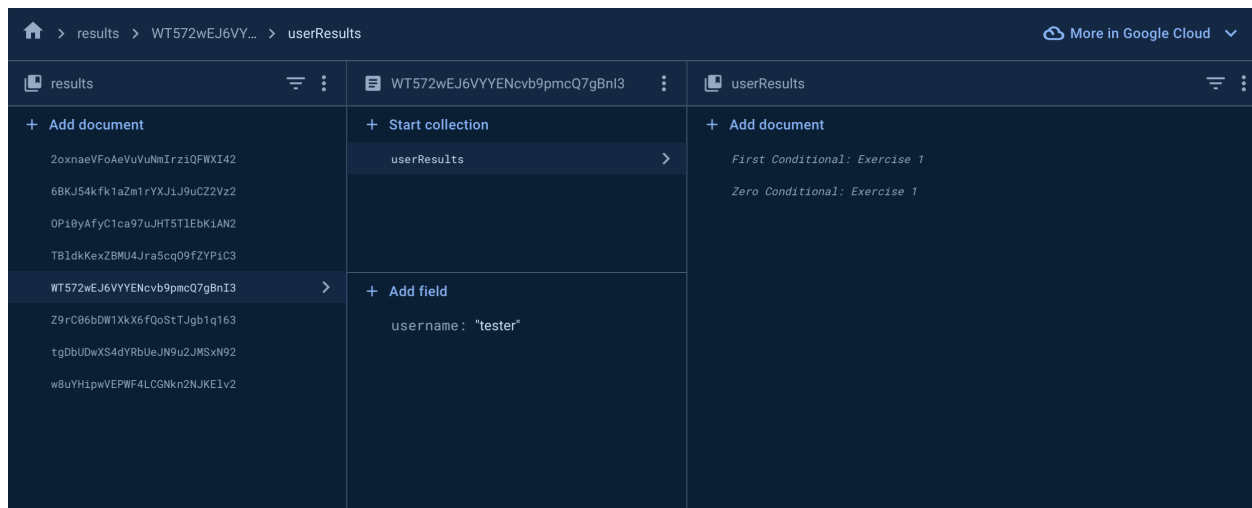 results > WT572wEJ6VY… > userResults
More in Google Cloud
results
WT572wEJ6VYYENcvb9pmcQ7gBnI3
userResults
+ Add document
2oxnaeVFoAeVuVuNmIrziQFWXI42
6BKJ54kfk1aZm1rYXJiJ9uCZ2Vz2
OPi0yAfyC1ca97uJHT5TlEbKiAN2
TBldkKexZBMU4Jra5cqO9fZYPiC3
WT572wEJ6VYYENcvb9pmcQ7gBnI3
Z9rC06bDW1XkX6fQoStTJgb1q163
tgDbUDwXS4dYRbUeJN9u2JMSxN92
w8uYHipwVEPWF4LCGNkn2NJKElv2
+ Start collection
userResults
+ Add field
username: "tester"
+ Add document
First Conditional: Exercise 1
Zero Conditional: Exercise 1